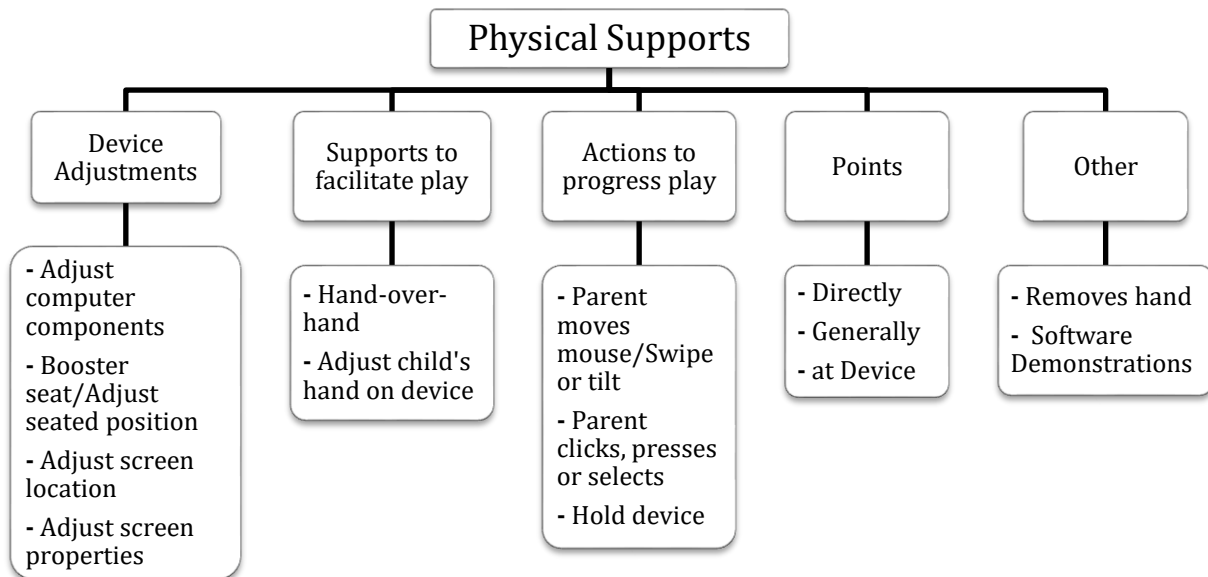 Physical Supports
Device
Adjustments
Supports to
facilitate play
Actions to
progress play
Points
Other
- Adjust
computer
components
- Booster
seat/Adjust
seated position
- Adjust screen
location
- Adjust screen
properties
- Hand-over-
hand
- Adjust child's
hand on device
- Parent
moves
mouse/Swipe
or tilt
- Parent
clicks, presses
or selects
- Hold device
- Directly
- Generally
- at Device
- Removes hand
- Software
Demonstrations